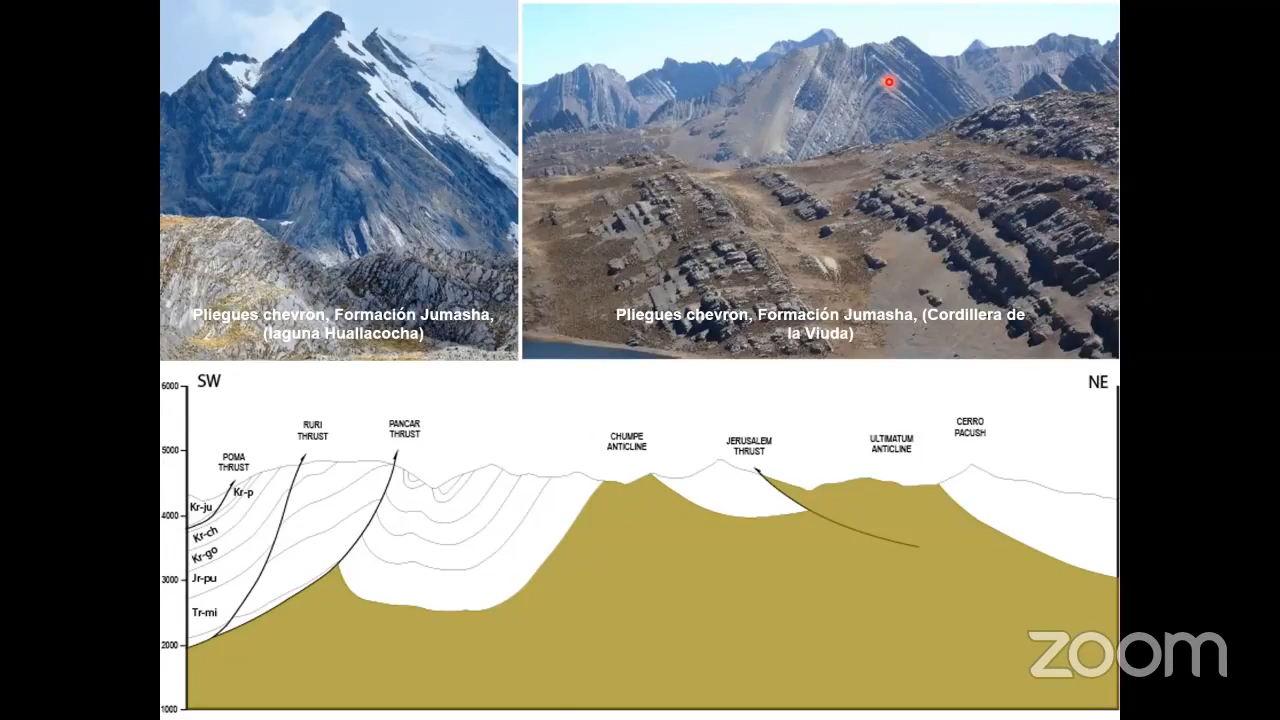 Pliegues chevron, Formación Jumasha,
(laguna Huallacocha)
Pliegues chevron, Formación Jumasha, (Cordillera de
la Viuda)
SW
NE
6000
5000
4000
3000
2000
1000
POMA
THRUST
RURI
THRUST
PANCAR
THRUST
CHUMPE
ANTICLINE
JERUSALEM
THRUST
ULTIMATUM
ANTICLINE
CERRO
PACUSH
Kr-p
Kr-ju
Kr-ch
Kr-go
Jr-pu
Tr-mi
zoom